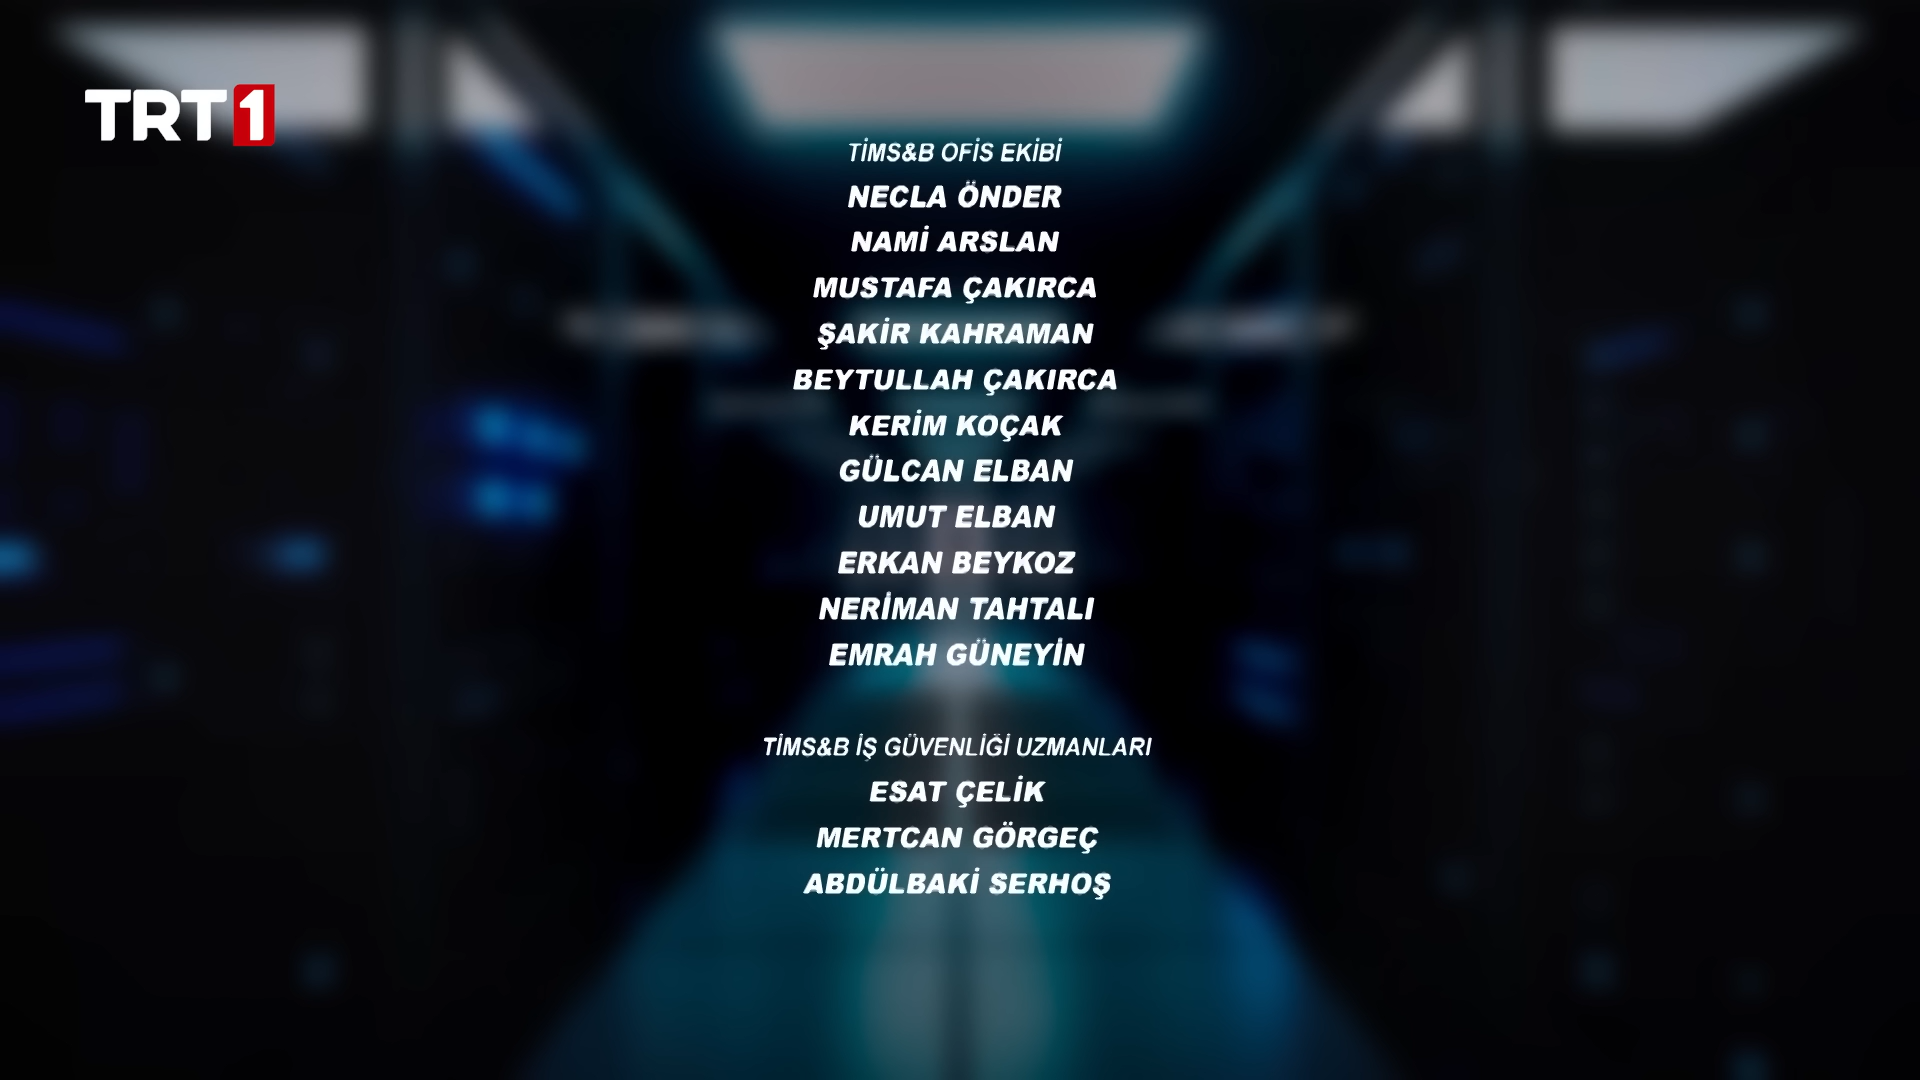 TRT 1
TİMS&B OFİS EKİBİ
NECLA ÖNDER
NAMİ ARSLAN
MUSTAFA ÇAKIRCA
ŞAKİR KAHRAMAN
BEYTULLAH ÇAKIRCA
KERİM KOÇAK
GÜLCAN ELBAN
UMUT ELBAN
ERKAN BEYKOZ
NERİMAN TAHTALI
EMRAH GÜNEYİN
TİMS&B İŞ GÜVENLİĞİ UZMANLARI
ESAT ÇELİK
MERTCAN GÖRGEÇ
ABDÜLBAKİ SERHOŞ